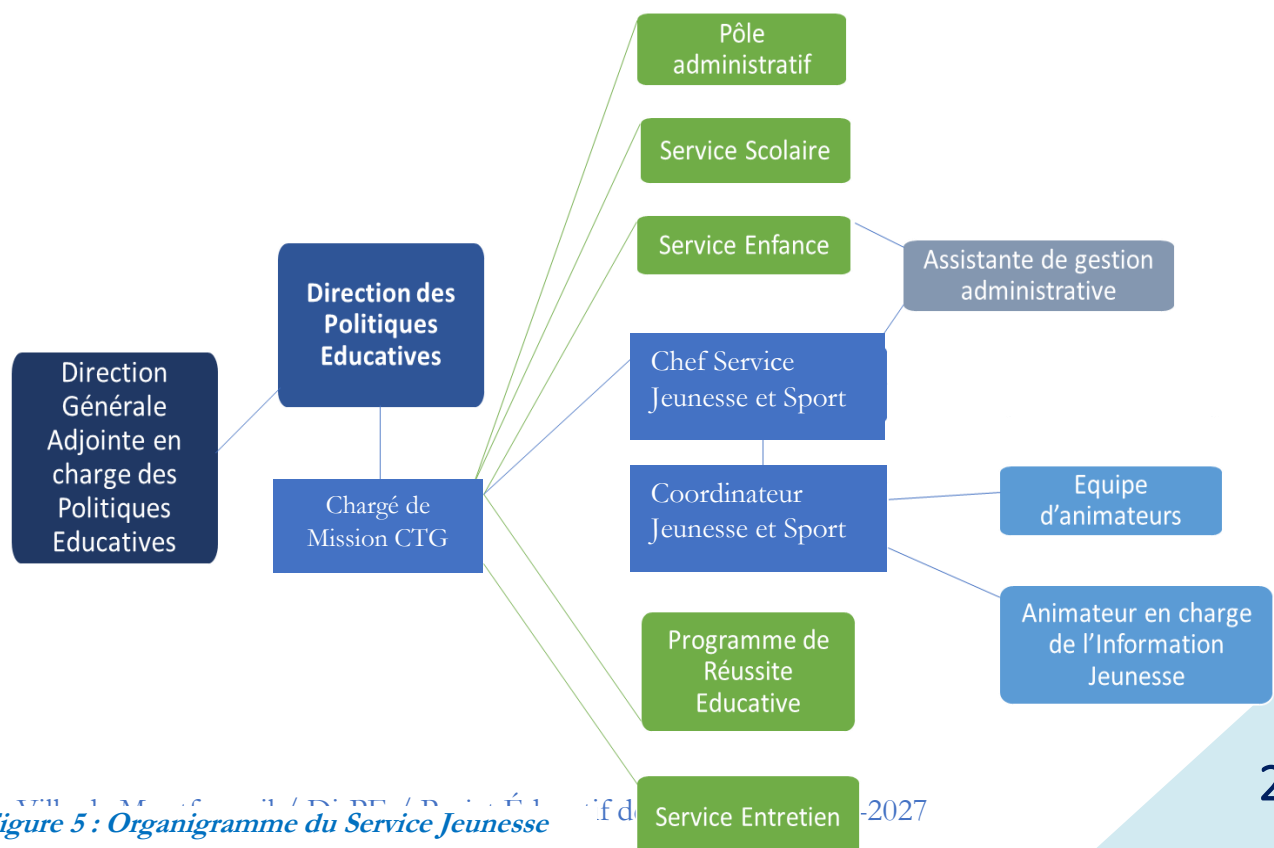 Pôle
administratif
Service Scolaire
Service Enfance
Assistante de gestion
administrative
Direction des
Politiques
Educatives
Direction
Générale
Adjointe en
charge des
Politiques
Educatives
Chef Service
Jeunesse et Sport
Chargé de
Mission CTG
Coordinateur
Jeunesse et Sport
Equipe
d’animateurs
Animateur en charge
de l’Information
Jeunesse
Programme de
Réussite
Educative
Service Entretien
-2027
igure 5 : Organigramme du Service Jeunesse
2